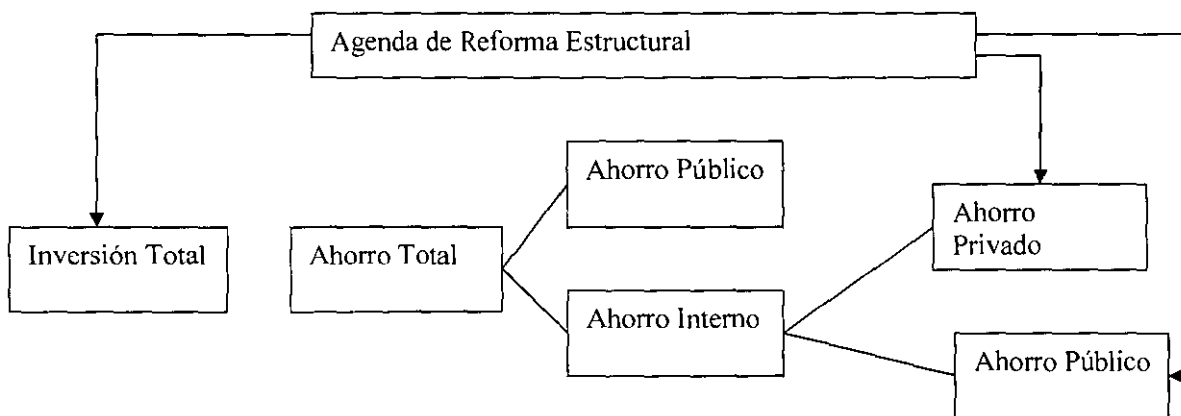 Agenda de Reforma Estructural
Ahorro Público
Ahorro
Privado
Inversión Total
Ahorro Total
Ahorro Interno
Ahorro Público